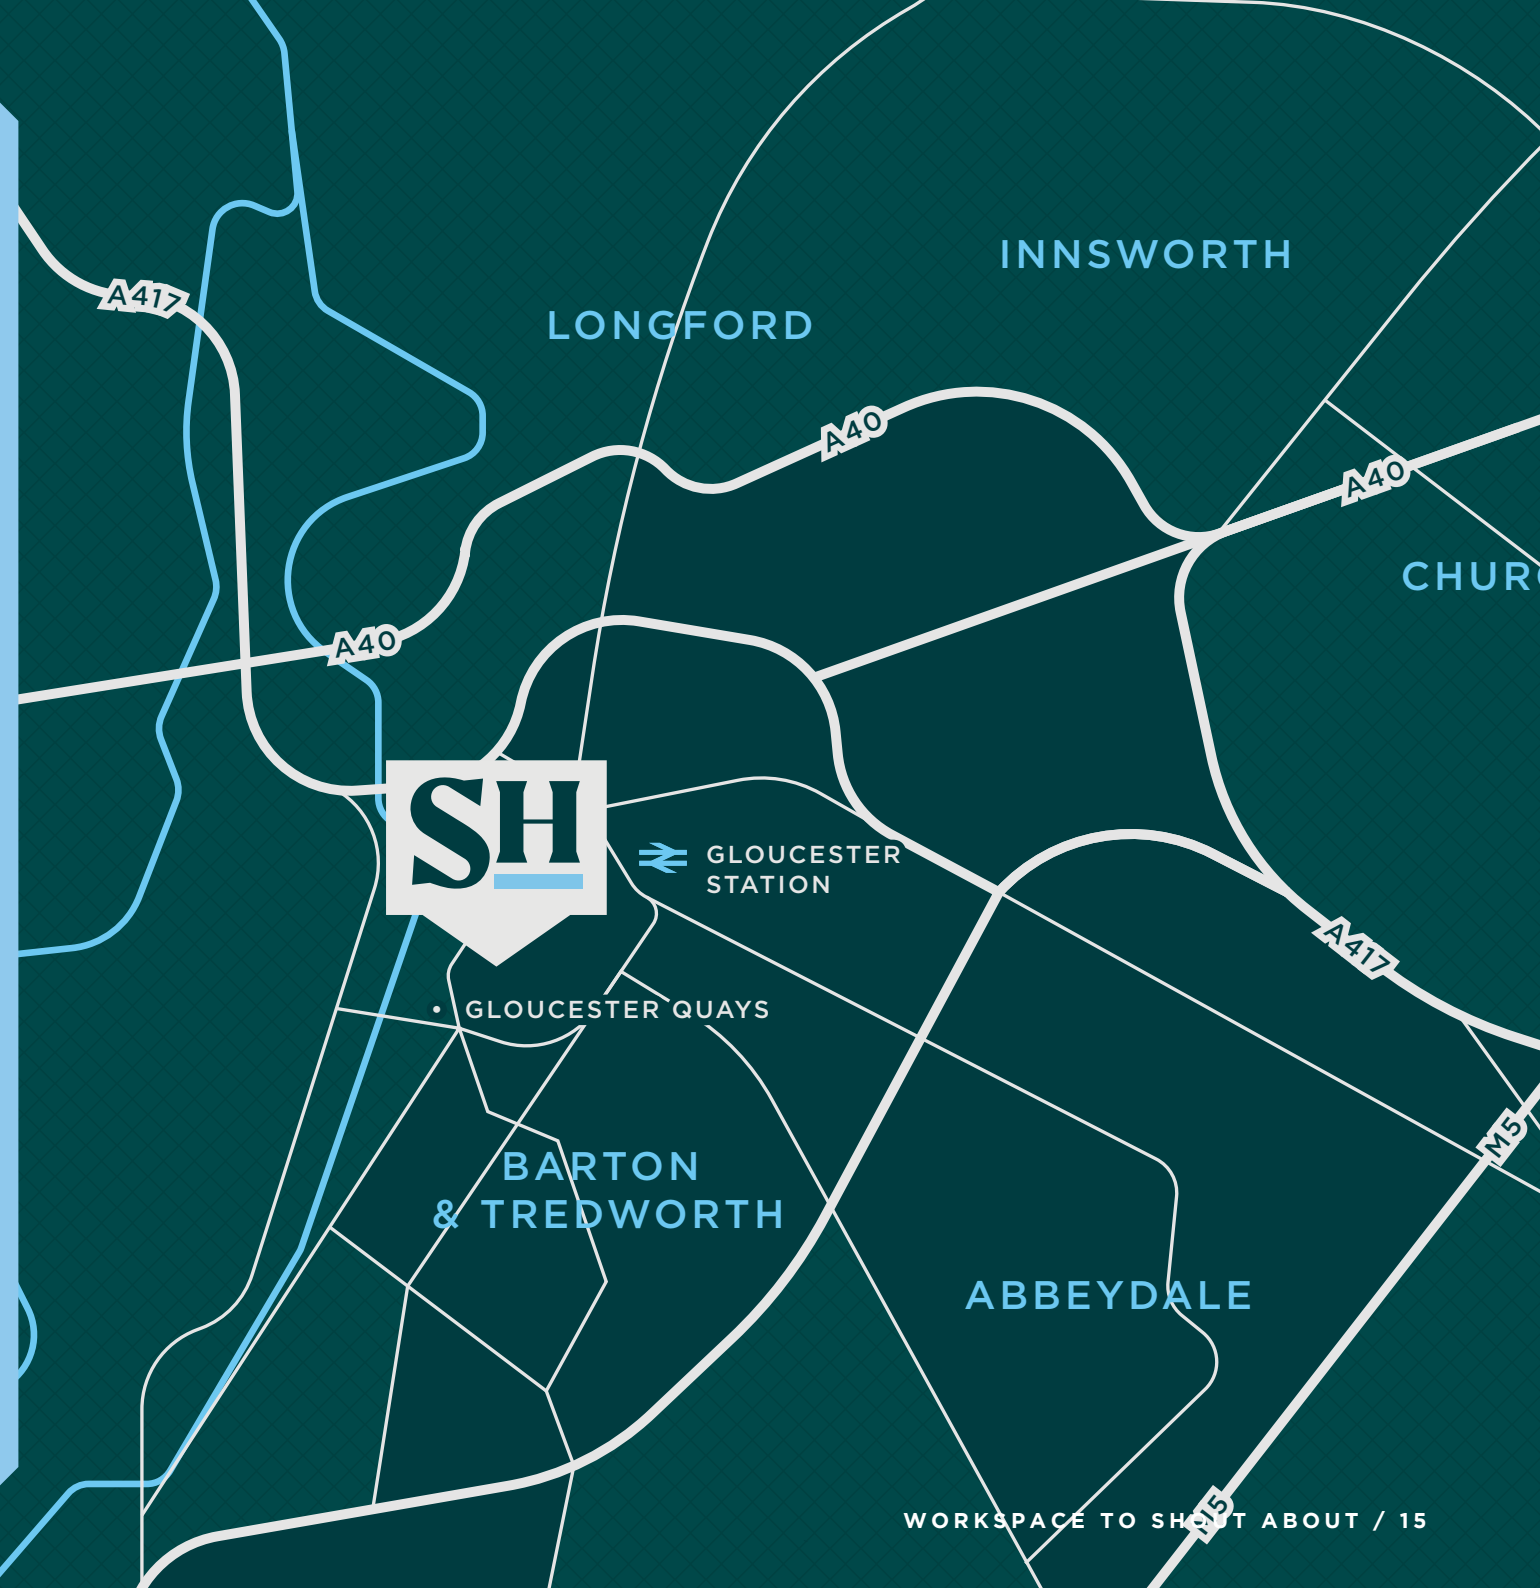 INNSWORTH
A417
LONGFORD
A40
A40
CHURC
A40
SH
GLOUCESTER
STATION
A417
GLOUCESTER QUAYS
M5
BARTON
& TREDWORTH
ABBEYDALE
M5
WORKSPACE TO SHOUT ABOUT / 15